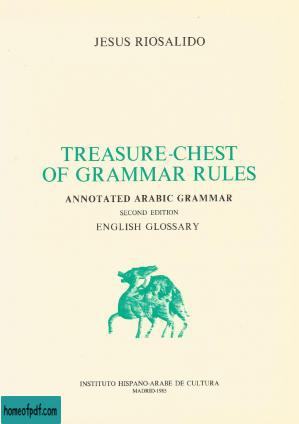 JESUS RIOSALIDO
TREASURE-CHEST
OF GRAMMAR RULES
ANNOTATED ARABIC GRAMMAR
SECOND EDITION
ENGLISH GLOSSARY
INSTITUTO HISPANO-ARABE DE CULTURA
MADRID-1985
homeofpdf.com